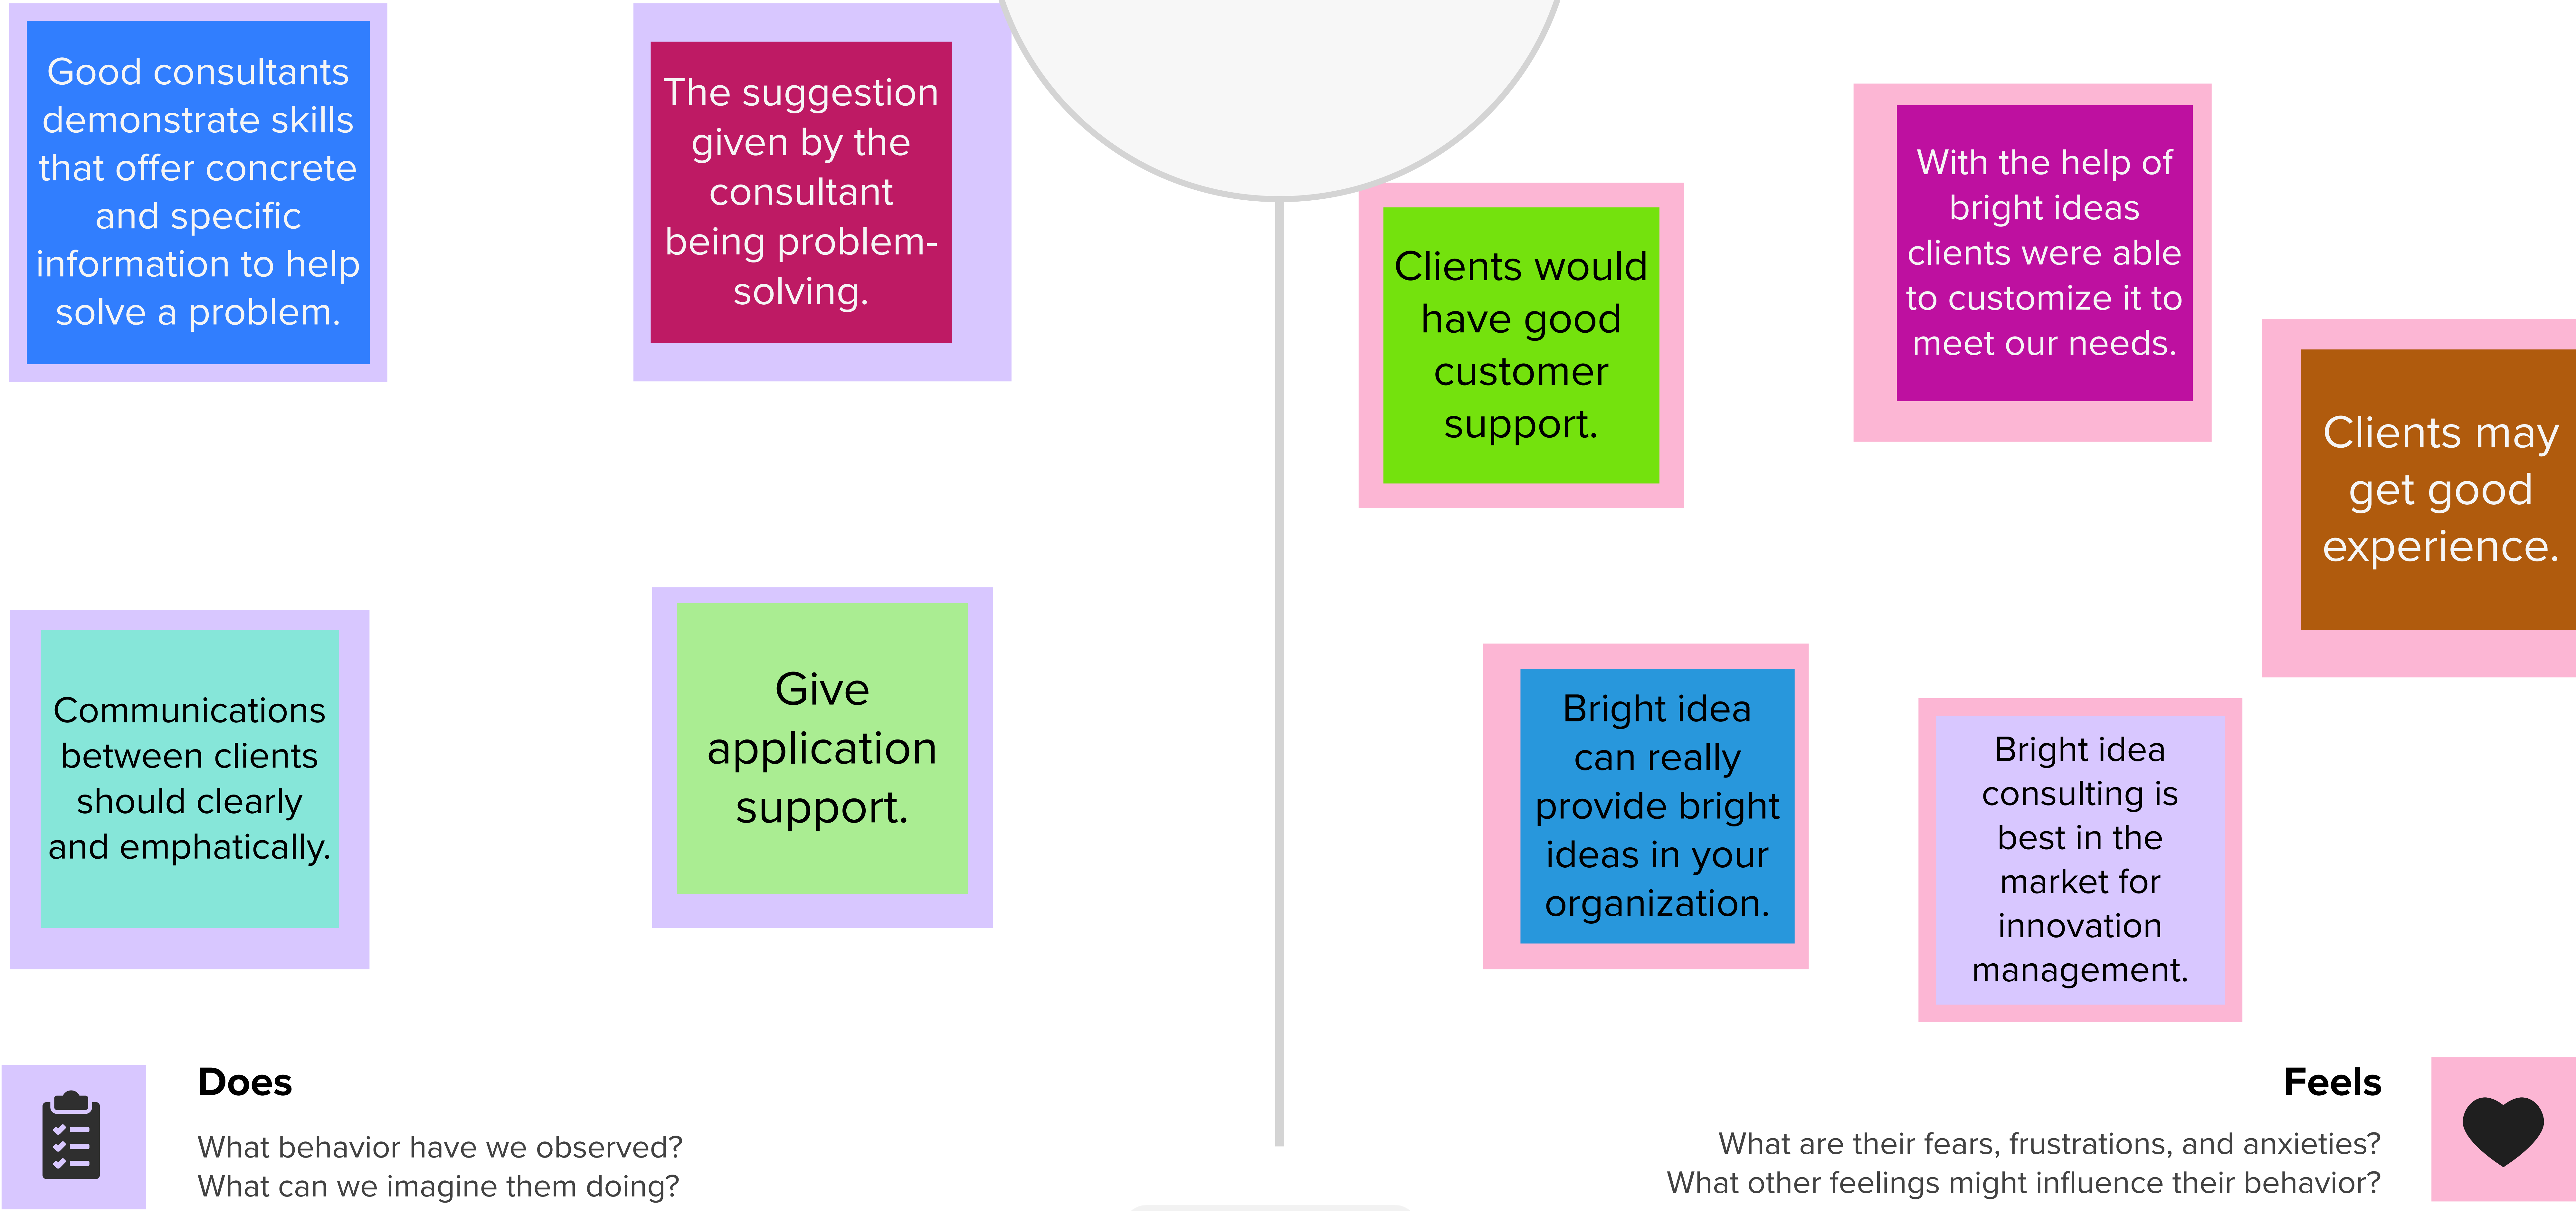 Good consultants
demonstrate skills
that offer concrete
and specific
information to help
solve a problem.
The suggestion
given by the
consultant
being problem-
solving.
Communications
between clients
should clearly
and emphatically.
Give
application
support.
Does
What behavior have we observed?
What can we imagine them doing?
Clients would
have good
customer
support.
With the help of
bright ideas
clients were able
to customize it to
meet our needs.
Clients may
get good
experience.
Bright idea
can really
provide bright
ideas in your
organization.
Bright idea
consulting is
best in the
market for
innovation
management.
Feels
What are their fears, frustrations, and anxieties?
What other feelings might influence their behavior?